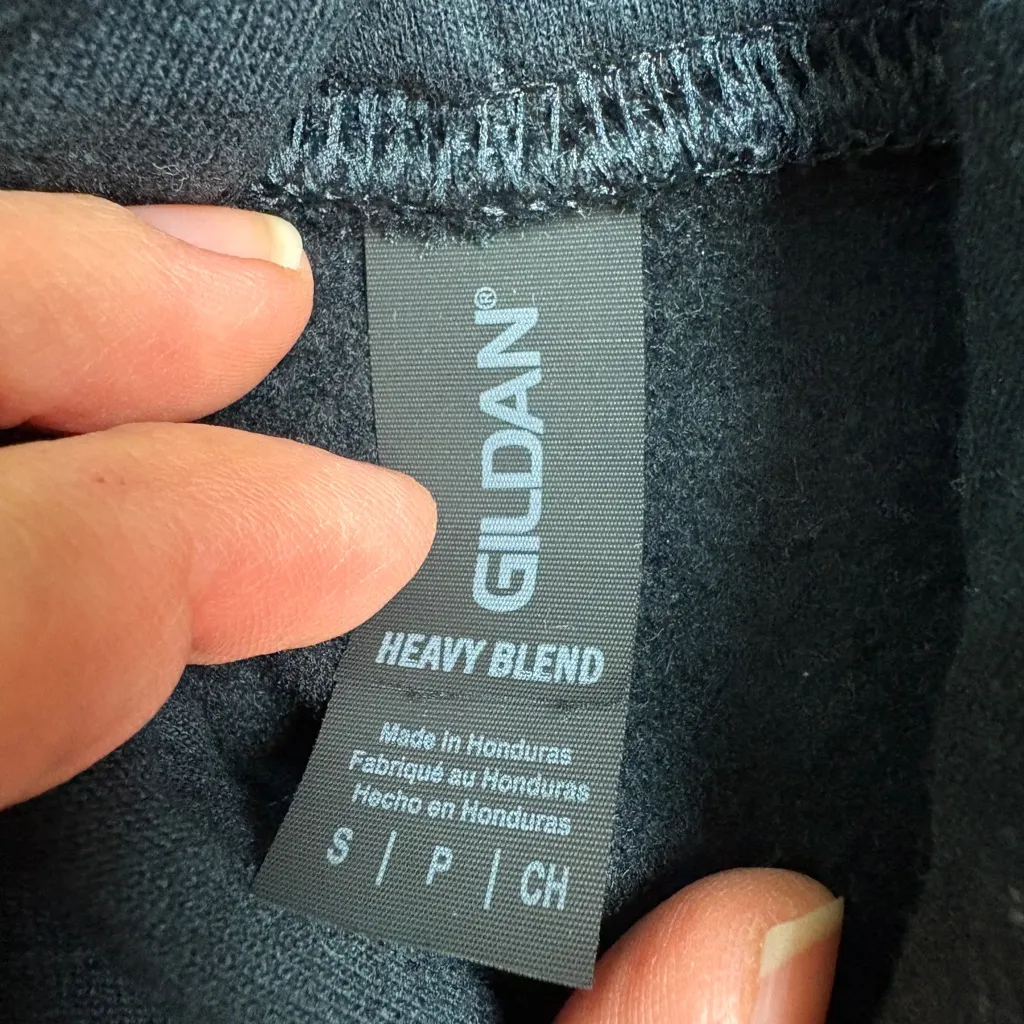 GILDAN®
HEAVY BLEND
Made in Honduras
Fabriqué au Honduras
Hecho en Honduras
S | P | CH